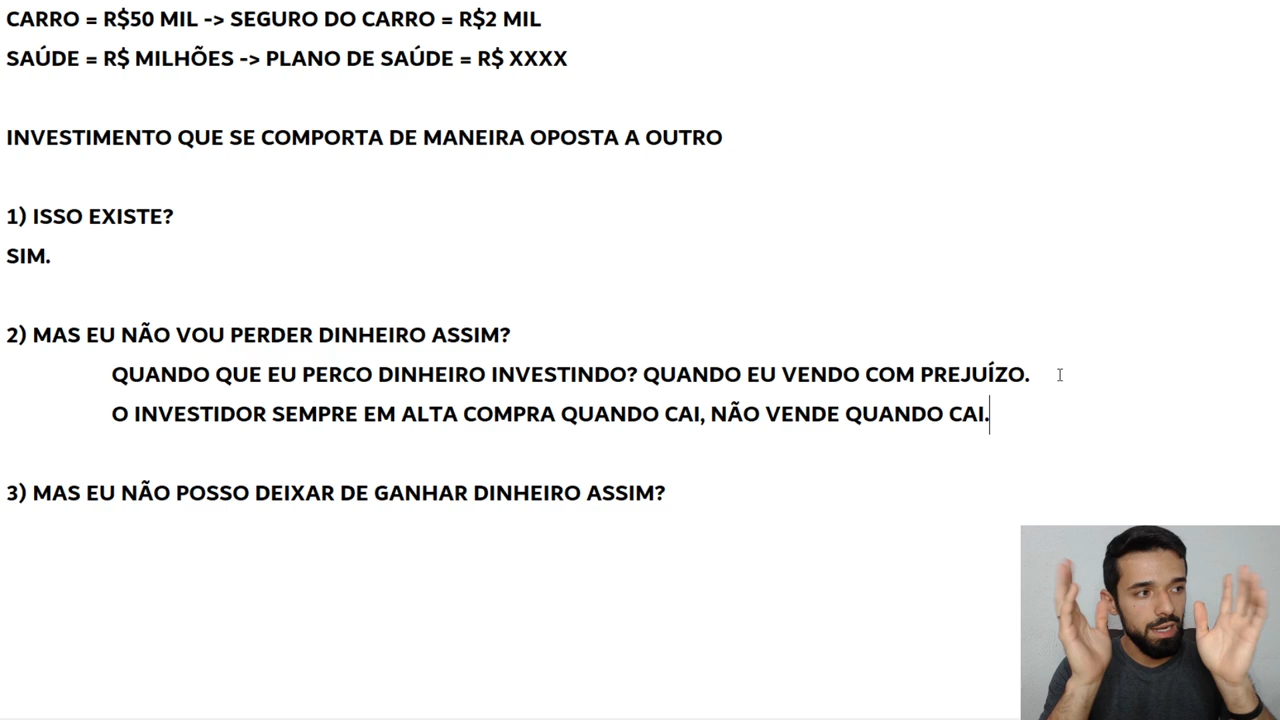 CARRO = R$50 MIL -> SEGURO DO CARRO = R$2 MIL
SAÚDE = R$ MILHÕES -> PLANO DE SAÚDE = R$ XXXX
INVESTIMENTO QUE SE COMPORTA DE MANEIRA OPOSTA A OUTRO
1) ISSO EXISTE?
SIM.
2) MAS EU NÃO VOU PERDER DINHEIRO ASSIM?
QUANDO QUE EU PERCO DINHEIRO INVESTINDO? QUANDO EU VENDO COM PREJUÍZO.
O INVESTIDOR SEMPRE EM ALTA COMPRA QUANDO CAI, NÃO VENDE QUANDO CAI.
3) MAS EU NÃO POSSO DEIXAR DE GANHAR DINHEIRO ASSIM?